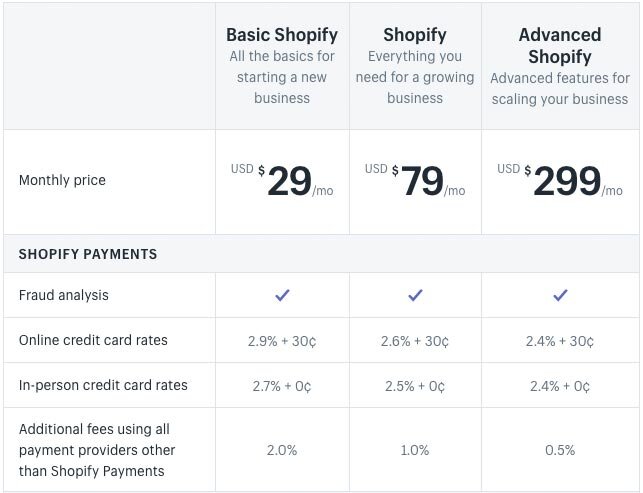 Basic Shopify
All the basics for
starting a new
business
Shopify
Everything you
need for a growing
business
Advanced
Shopify
Advanced features for
scaling your business
Monthly price
USD $29/mo
USD $79/mo
USD $299/mo
SHOPIFY PAYMENTS
Fraud analysis
Online credit card rates
2.9% + 30¢
2.6% + 30¢
2.4% + 30¢
In-person credit card rates
2.7% + 0¢
2.5% + 0¢
2.4% + 0¢
Additional fees using all
payment providers other
than Shopify Payments
2.0%
1.0%
0.5%